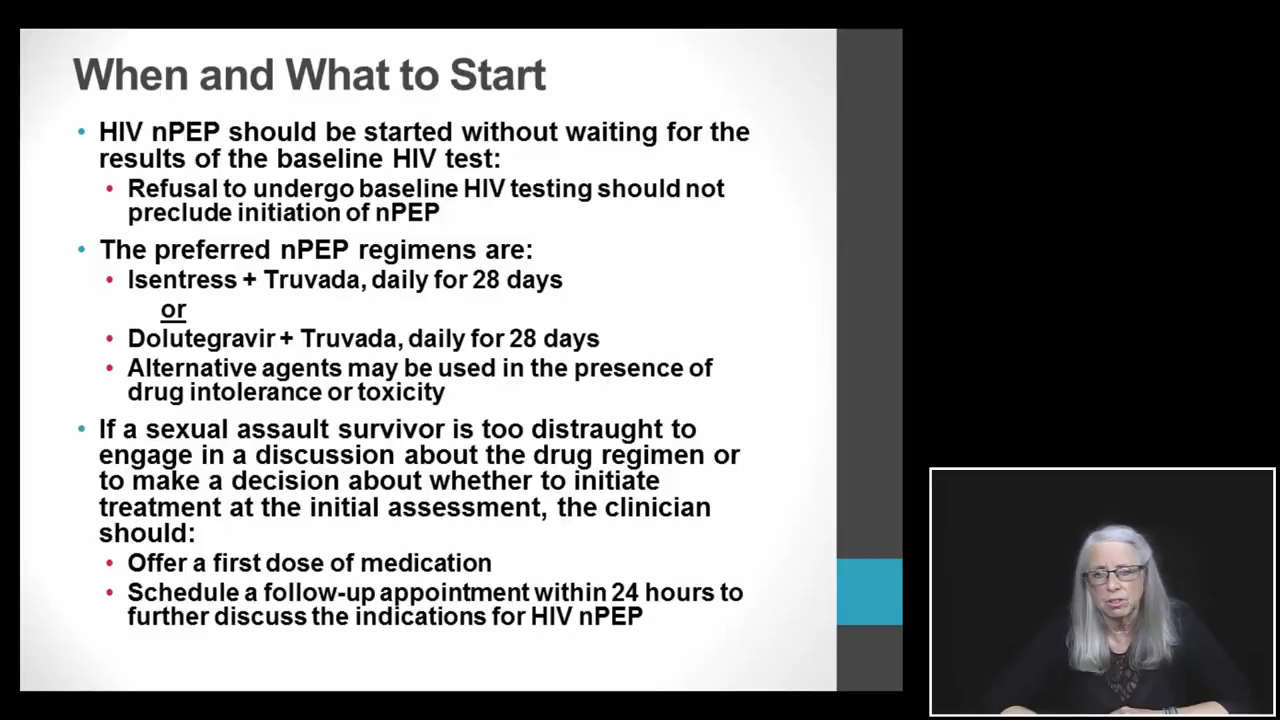 When and What to Start
• HIV nPEP should be started without waiting for the
results of the baseline HIV test:
• Refusal to undergo baseline HIV testing should not
preclude initiation of nPEP
• The preferred nPEP regimens are:
• Isentress + Truvada, daily for 28 days
or
• Dolutegravir + Truvada, daily for 28 days
• Alternative agents may be used in the presence of
drug intolerance or toxicity
• If a sexual assault survivor is too distraught to
engage in a discussion about the drug regimen or
to make a decision about whether to initiate
treatment at the initial assessment, the clinician
should:
• Offer a first dose of medication
• Schedule a follow-up appointment within 24 hours to
further discuss the indications for HIV nPEP